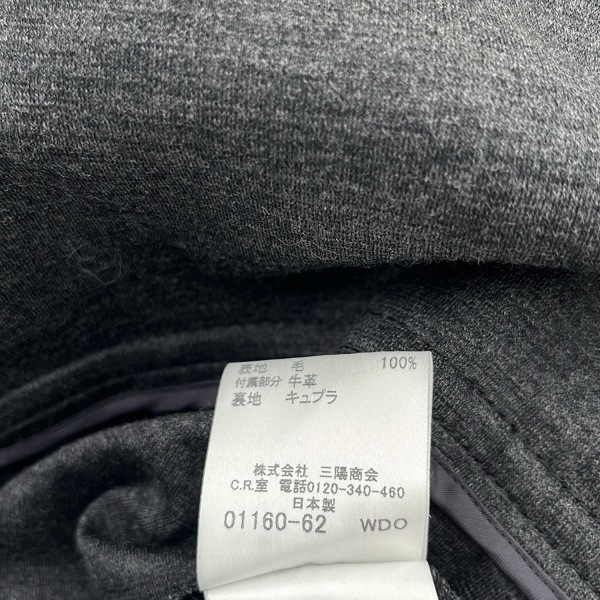 表地 毛 100%
付属部分 牛革
裏地 キュプラ
株式会社 三陽商会
C.R.室 電話0120-340-460
日本製
01160-62 WDO